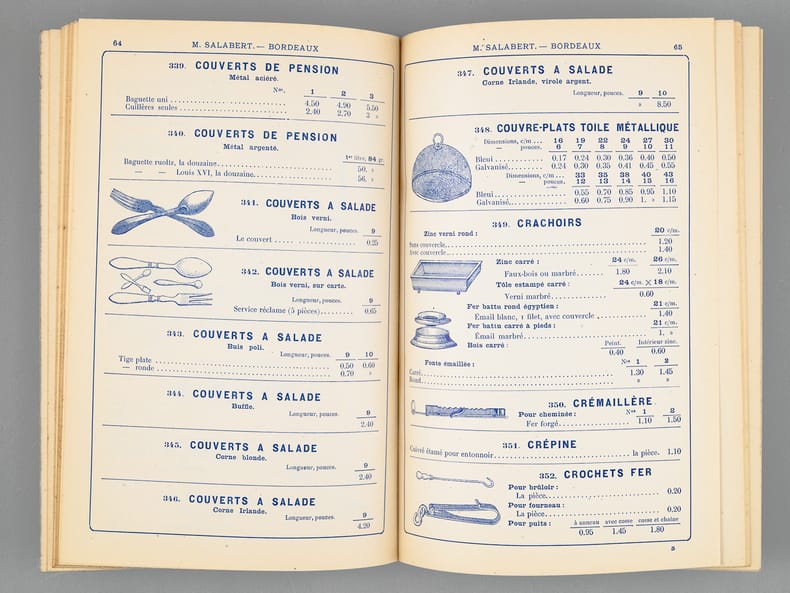 64
M. SALABERT. — BORDEAUX
339. COUVERTS DE PENSION
Métal aciéré.
Nos. 1 2 3
Baguette uni 4.50 4.90 5.50
Cuillères seules 2.40 2.70 3 »
340. COUVERTS DE PENSION
Métal argenté.
1er titre, 84 gr.
Baguette ruoltz, la douzaine 50. »
— — Louis XVI, la douzaine 56. »
341. COUVERTS A SALADE
Bois verni.
Longueur, pouces. 9
Le couvert 0.25
342. COUVERTS A SALADE
Bois verni, sur carte.
Longueur, pouces. 9
Service réclame (5 pièces) 0.65
343. COUVERTS A SALADE
Buis poli.
Longueur, pouces. 9 10
Tige plate 0.50 0.60
— ronde 0.70 »
344. COUVERTS A SALADE
Buffle.
Longueur, pouces. 9
2.40
345. COUVERTS A SALADE
Corne blonde.
Longueur, pouces. 9
2.40
346. COUVERTS A SALADE
Corne Irlande.
Longueur, pouces. 9
4.20
M. SALABERT. — BORDEAUX
65
347. COUVERTS A SALADE
Corne Irlande, virole argent.
Longueur, pouces. 9 10
» 8.50
348. COUVRE-PLATS TOILE MÉTALLIQUE
Dimensions, c/m... 16 19 22 24 27 30
— pouces. 6 7 8 9 10 11
Bleui 0.17 0.24 0.30 0.36 0.40 0.50
Galvanisé 0.24 0.30 0.35 0.41 0.45 0.55
Dimensions, c/m... 33 35 38 40 43
— pouces. 12 13 14 15 16
Bleui 0.55 0.70 0.85 0.95 1.10
Galvanisé 0.60 0.75 0.90 1. » 1.15
349. CRACHOIRS
Zinc verni rond : 20 c/m.
Sans couvercle 1.20
Avec couvercle 1.40
Zinc carré : 24 c/m. 26 c/m.
Faux-bois ou marbré 1.80 2.10
Tôle estampé carré : 24 c/m. X 18 c/m.
Verni marbré 0.60
Fer battu rond égyptien : 21 c/m.
Email blanc, 1 filet, avec couvercle 1.40
Fer battu carré à pieds : 21 c/m.
Email marbré 1. »
Bois carré : Peint. Intérieur zinc.
0.40 0.60
Fonte émaillée : Nos 1 2
Carré 1.30 1.45
Rond » »
350. CRÉMAILLÈRE
Pour cheminée : Nos 1 2
Fer forgé 1.10 1.50
351. CRÉPINE
Cuivré étamé pour entonnoir la pièce. 1.10
352. CROCHETS FER
Pour brûloir :
La pièce 0.20
Pour fourneau :
La pièce 0.20
Pour puits : à anneau avec cosse cosse et chaîne
0.95 1.45 1.80
5